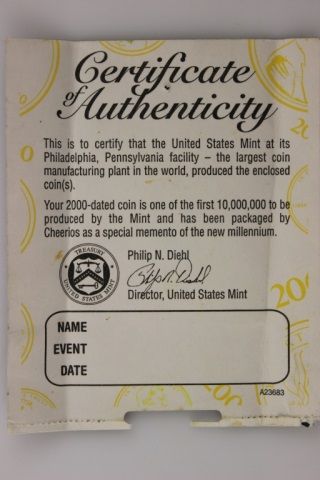 Certificate
of Authenticity
This is to certify that the United States Mint at its
Philadelphia, Pennsylvania facility – the largest coin
manufacturing plant in the world, produced the enclosed
coin(s).
Your 2000-dated coin is one of the first 10,000,000 to be
produced by the Mint and has been packaged by
Cheerios as a special memento of the new millennium.
Philip N. Diehl
Philip N. Diehl
Director, United States Mint
TREASURY
UNITED STATES MINT
NAME
EVENT
DATE
A23683